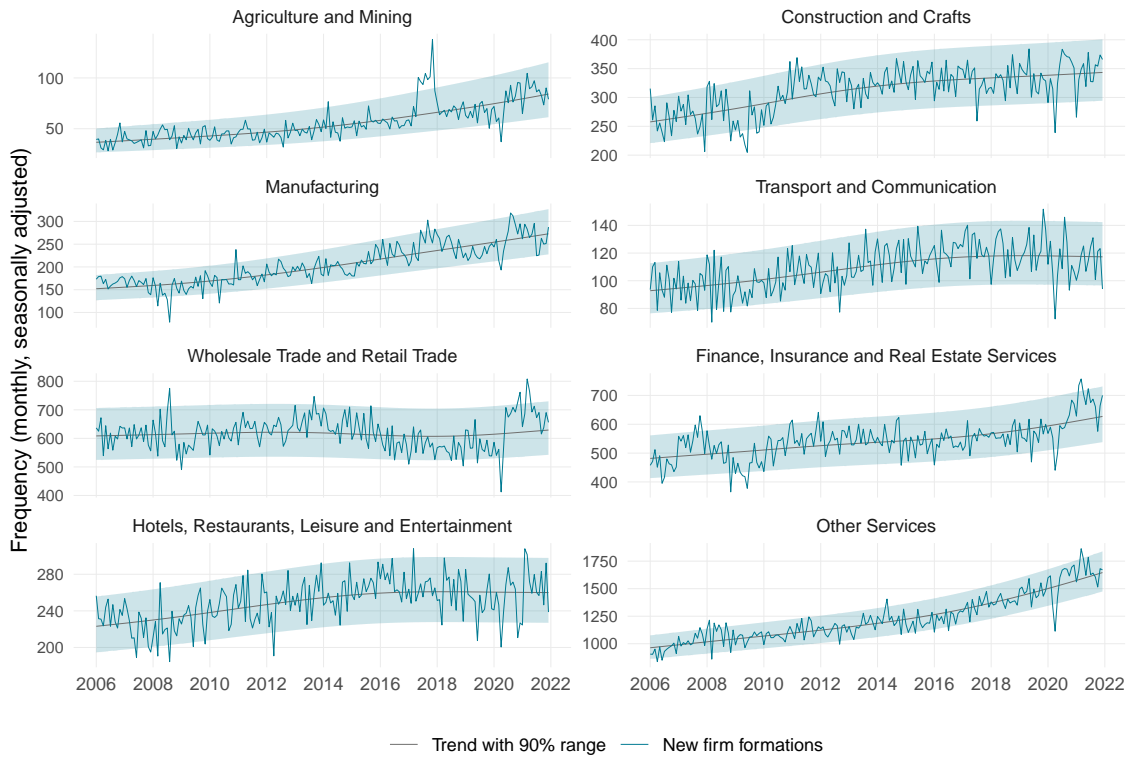 Agriculture and Mining
Construction and Crafts
100
50
400
350
300
250
200
Manufacturing
Transport and Communication
300
250
200
150
100
140
120
100
80
Wholesale Trade and Retail Trade
Finance, Insurance and Real Estate Services
800
700
600
500
400
700
600
500
400
Hotels, Restaurants, Leisure and Entertainment
Other Services
280
240
200
1750
1500
1250
1000
2006 2008 2010 2012 2014 2016 2018 2020 2022
2006 2008 2010 2012 2014 2016 2018 2020 2022
Frequency (monthly, seasonally adjusted)
Trend with 90% range
New firm formations